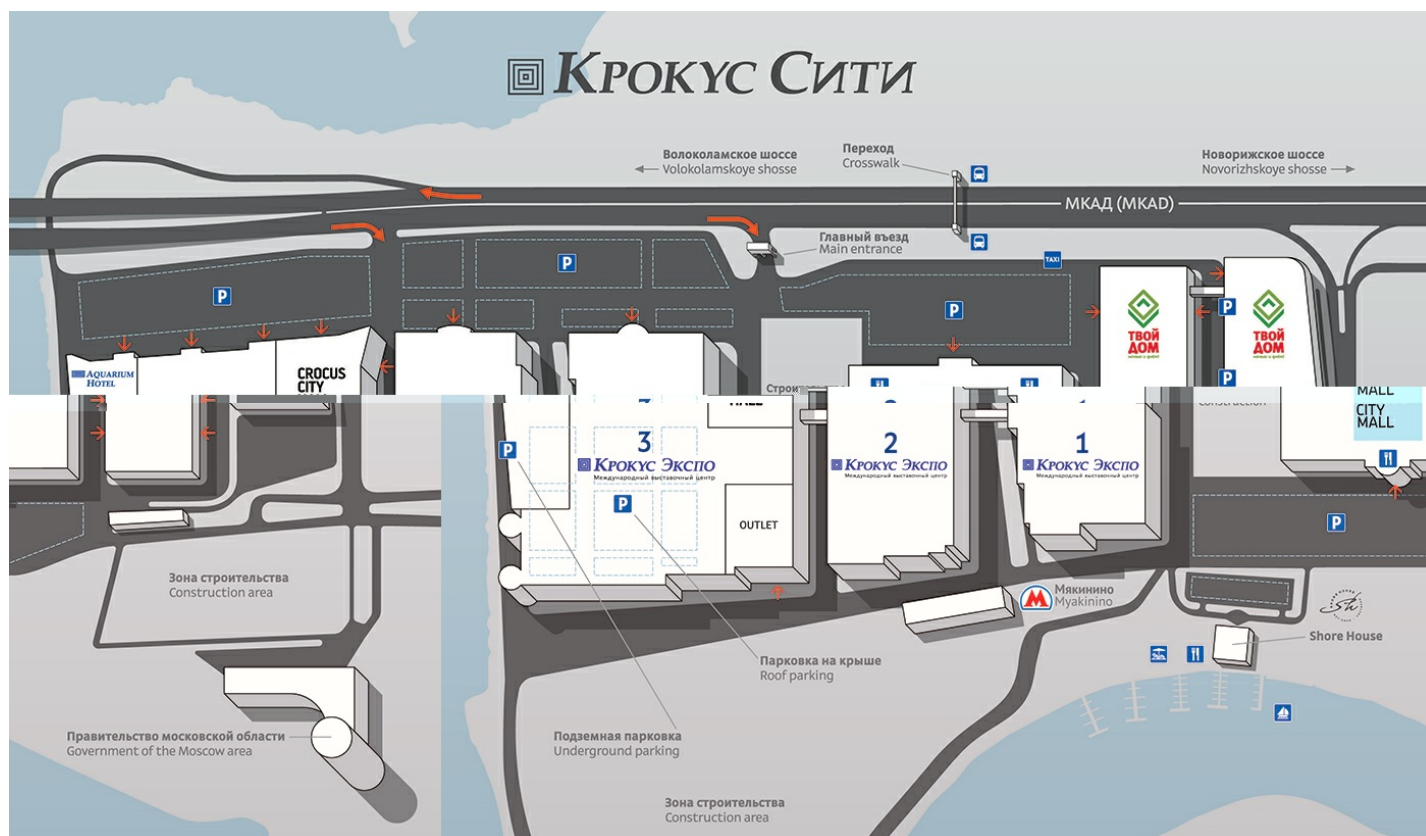 КРОКУС СИТИ
Волоколамское шоссе
Volokolamskoye shosse
Переход
Crosswalk
Новорижское шоссе
Novorizhskoye shosse
МКАД (MKAD)
Главный въезд
Main entrance
TAXI
P
P
P
P
P
ТВОЙ
ДОМ
ТВОЙ
ДОМ
AQUARIUM
HOTEL
CROCUS
CITY
MALL
CITY
MALL
P
3
КРОКУС ЭКСПО
Международный выставочный центр
2
КРОКУС ЭКСПО
Международный выставочный центр
1
КРОКУС ЭКСПО
Международный выставочный центр
P
OUTLET
P
Зона строительства
Construction area
М
Мякинино
Myakinino
Sh
Shore House
Парковка на крыше
Roof parking
Правительство московской области
Government of the Moscow area
Подземная парковка
Underground parking
Зона строительства
Construction area